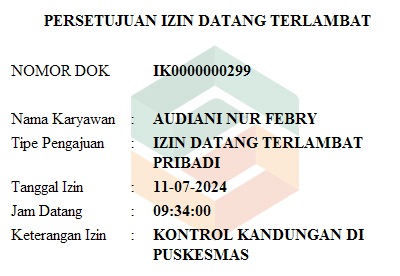 PERSETUJUAN IZIN DATANG TERLAMBAT
NOMOR DOK IK0000000299
Nama Karyawan : AUDIANI NUR FEBRY
Tipe Pengajuan : IZIN DATANG TERLAMBAT
PRIBADI
Tanggal Izin : 11-07-2024
Jam Datang : 09:34:00
Keterangan Izin : KONTROL KANDUNGAN DI
PUSKESMAS